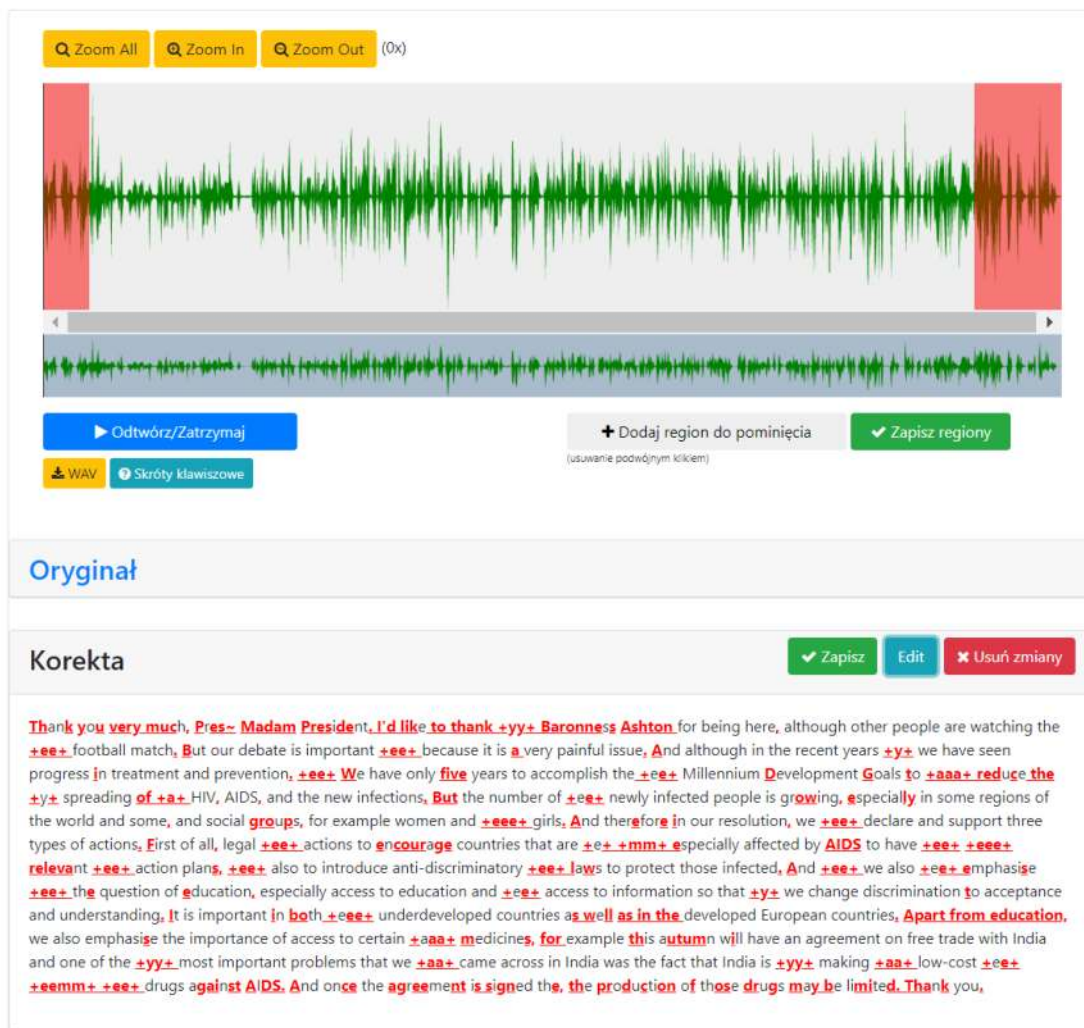 Zoom All Zoom In Zoom Out (0x)
Odtwórz/Zatrzymaj + Dodaj region do pominięcia Zapisz regiony
(usuwanie podwójnym klikiem)
WAV Skróty klawiszowe
Oryginał
Korekta Zapisz Edit Usuń zmiany
Thank you very much, Pres~ Madam President, I'd like to thank +yy+ Baronness Ashton for being here, although other people are watching the
+ee+ football match. But our debate is important +ee+ because it is a very painful issue. And although in the recent years +y+ we have seen
progress in treatment and prevention, +ee+ We have only five years to accomplish the +ee+ Millennium Development Goals to +aaa+ reduce the
+y+ spreading of +a+ HIV, AIDS, and the new infections. But the number of +ee+ newly infected people is growing, especially in some regions of
the world and some, and social groups, for example women and +eee+ girls. And therefore in our resolution, we +ee+ declare and support three
types of actions. First of all, legal +ee+ actions to encourage countries that are +e+ +mm+ especially affected by AIDS to have +ee+ +eee+
relevant +ee+ action plans, +ee+ also to introduce anti-discriminatory +ee+ laws to protect those infected. And +ee+ we also +ee+ emphasise
+ee+ the question of education, especially access to education and +ee+ access to information so that +y+ we change discrimination to acceptance
and understanding. It is important in both +eee+ underdeveloped countries as well as in the developed European countries. Apart from education,
we also emphasise the importance of access to certain +aaa+ medicines, for example this autumn will have an agreement on free trade with India
and one of the +yy+ most important problems that we +aa+ came across in India was the fact that India is +yy+ making +aa+ low-cost +ee+
+eemm+ +ee+ drugs against AIDS. And once the agreement is signed the, the production of those drugs may be limited. Thank you.